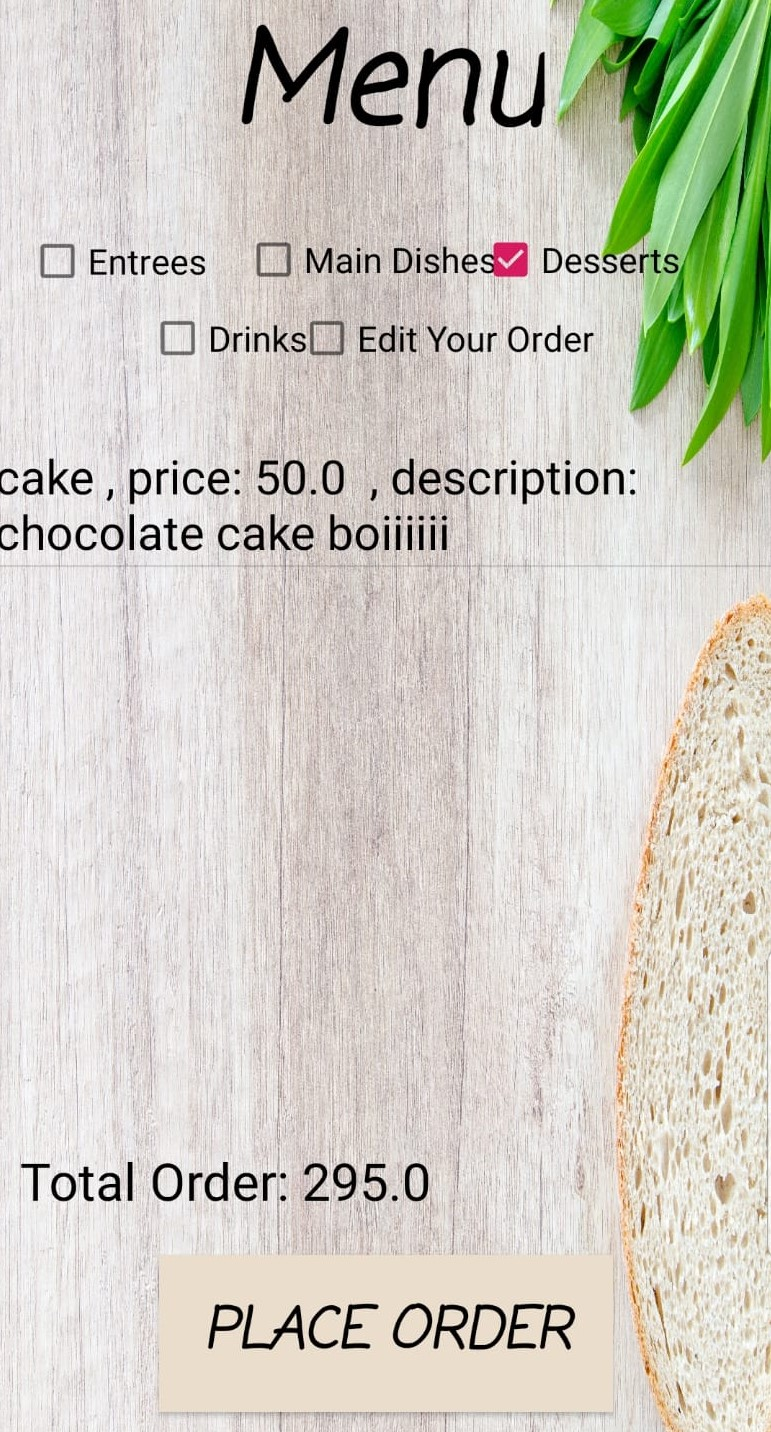 Menu
Entrees Main Dishes Desserts
Drinks Edit Your Order
cake , price: 50.0 , description:
chocolate cake boiiiiii
Total Order: 295.0
PLACE ORDER